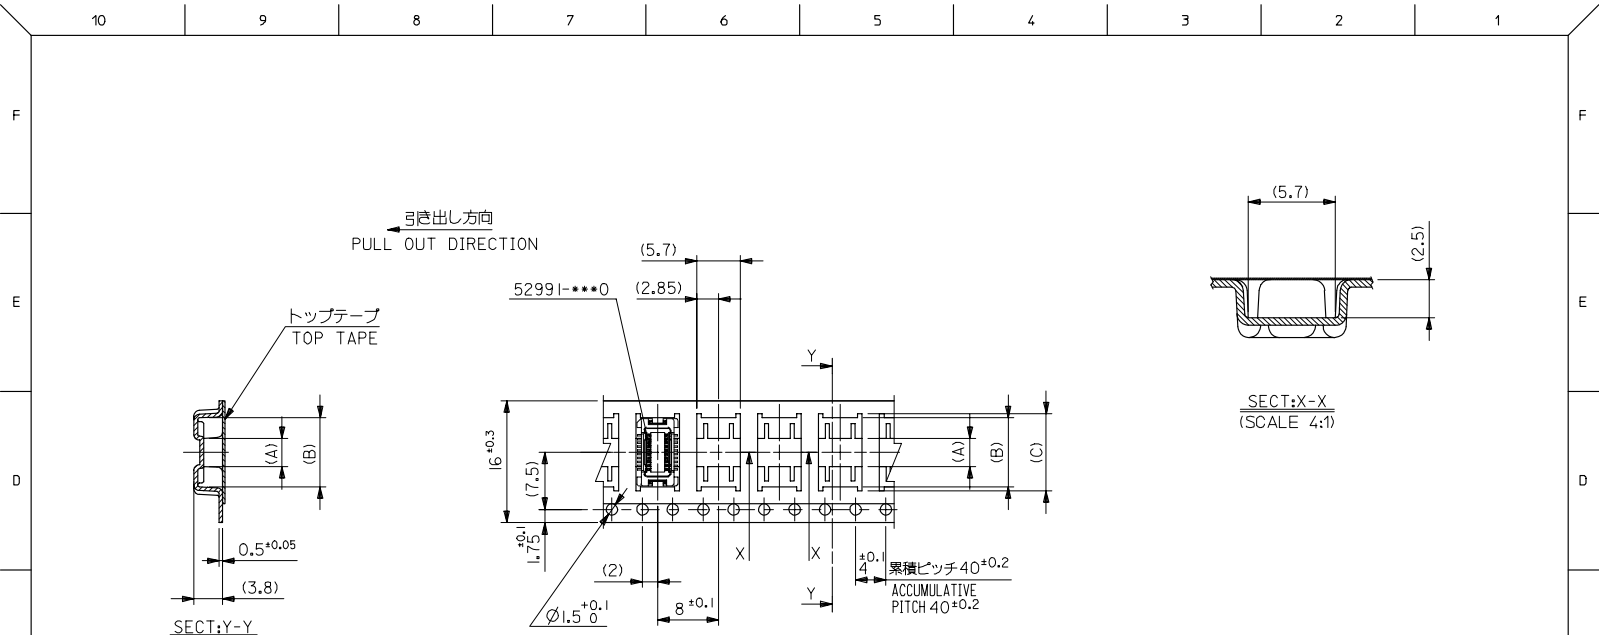 10 9 8 7 6 5 4 3 2 1
F F
(5.7)
引き出し方向
PULL OUT DIRECTION
(5.7)
(2.5)
52991-***0
(2.85)
E E
トップテープ
TOP TAPE
Y
SECT:X-X
(SCALE 4:1)
(A)
(B)
16 ±0.3
(7.5)
(A)
(B)
(C)
D D
1.75 ±0.1
0.5±0.05
X X
(2)
±0.1
4
累積ピッチ40±0.2
ACCUMULATIVE
PITCH 40±0.2
(3.8)
Y
Ø1.5 +0.1 0
8 ±0.1
SECT:Y-Y